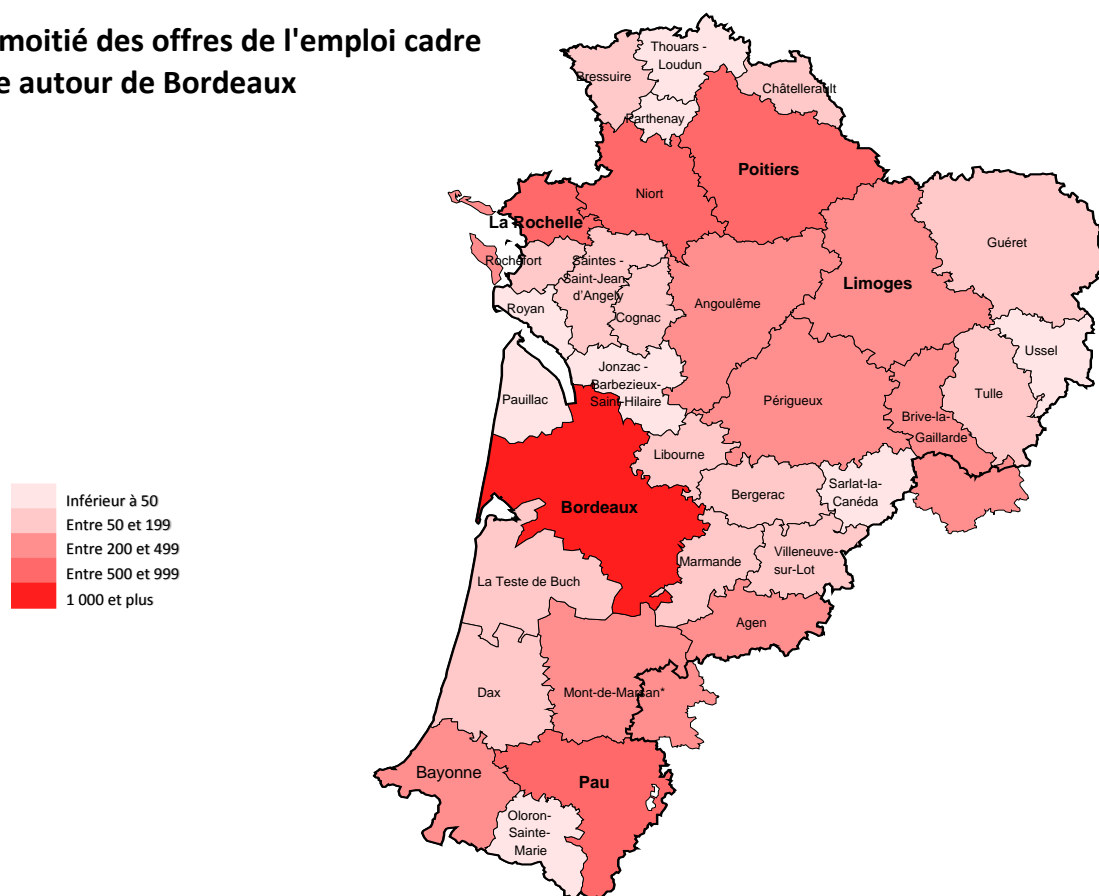 moitié des offres de l'emploi cadre
e autour de Bordeaux
Thouars -
Loudun
Bressuire
Châtellerault
Parthenay
Poitiers
Niort
La Rochelle
Guéret
Rochefort
Saintes -
Saint-Jean-
d'Angely
Limoges
Angoulême
Royan
Cognac
Ussel
Jonzac -
Barbezieux-
Saint-Hilaire
Pauillac
Périgueux
Tulle
Brive-la-
Gaillarde
Libourne
Bergerac
Sarlat-la-
Canéda
Bordeaux
Inférieur à 50
Entre 50 et 199
Entre 200 et 499
Entre 500 et 999
1 000 et plus
Marmande
Villeneuve-
sur-Lot
La Teste de Buch
Agen
Dax
Mont-de-Marsan*
Bayonne
Pau
Oloron-
Sainte-
Marie